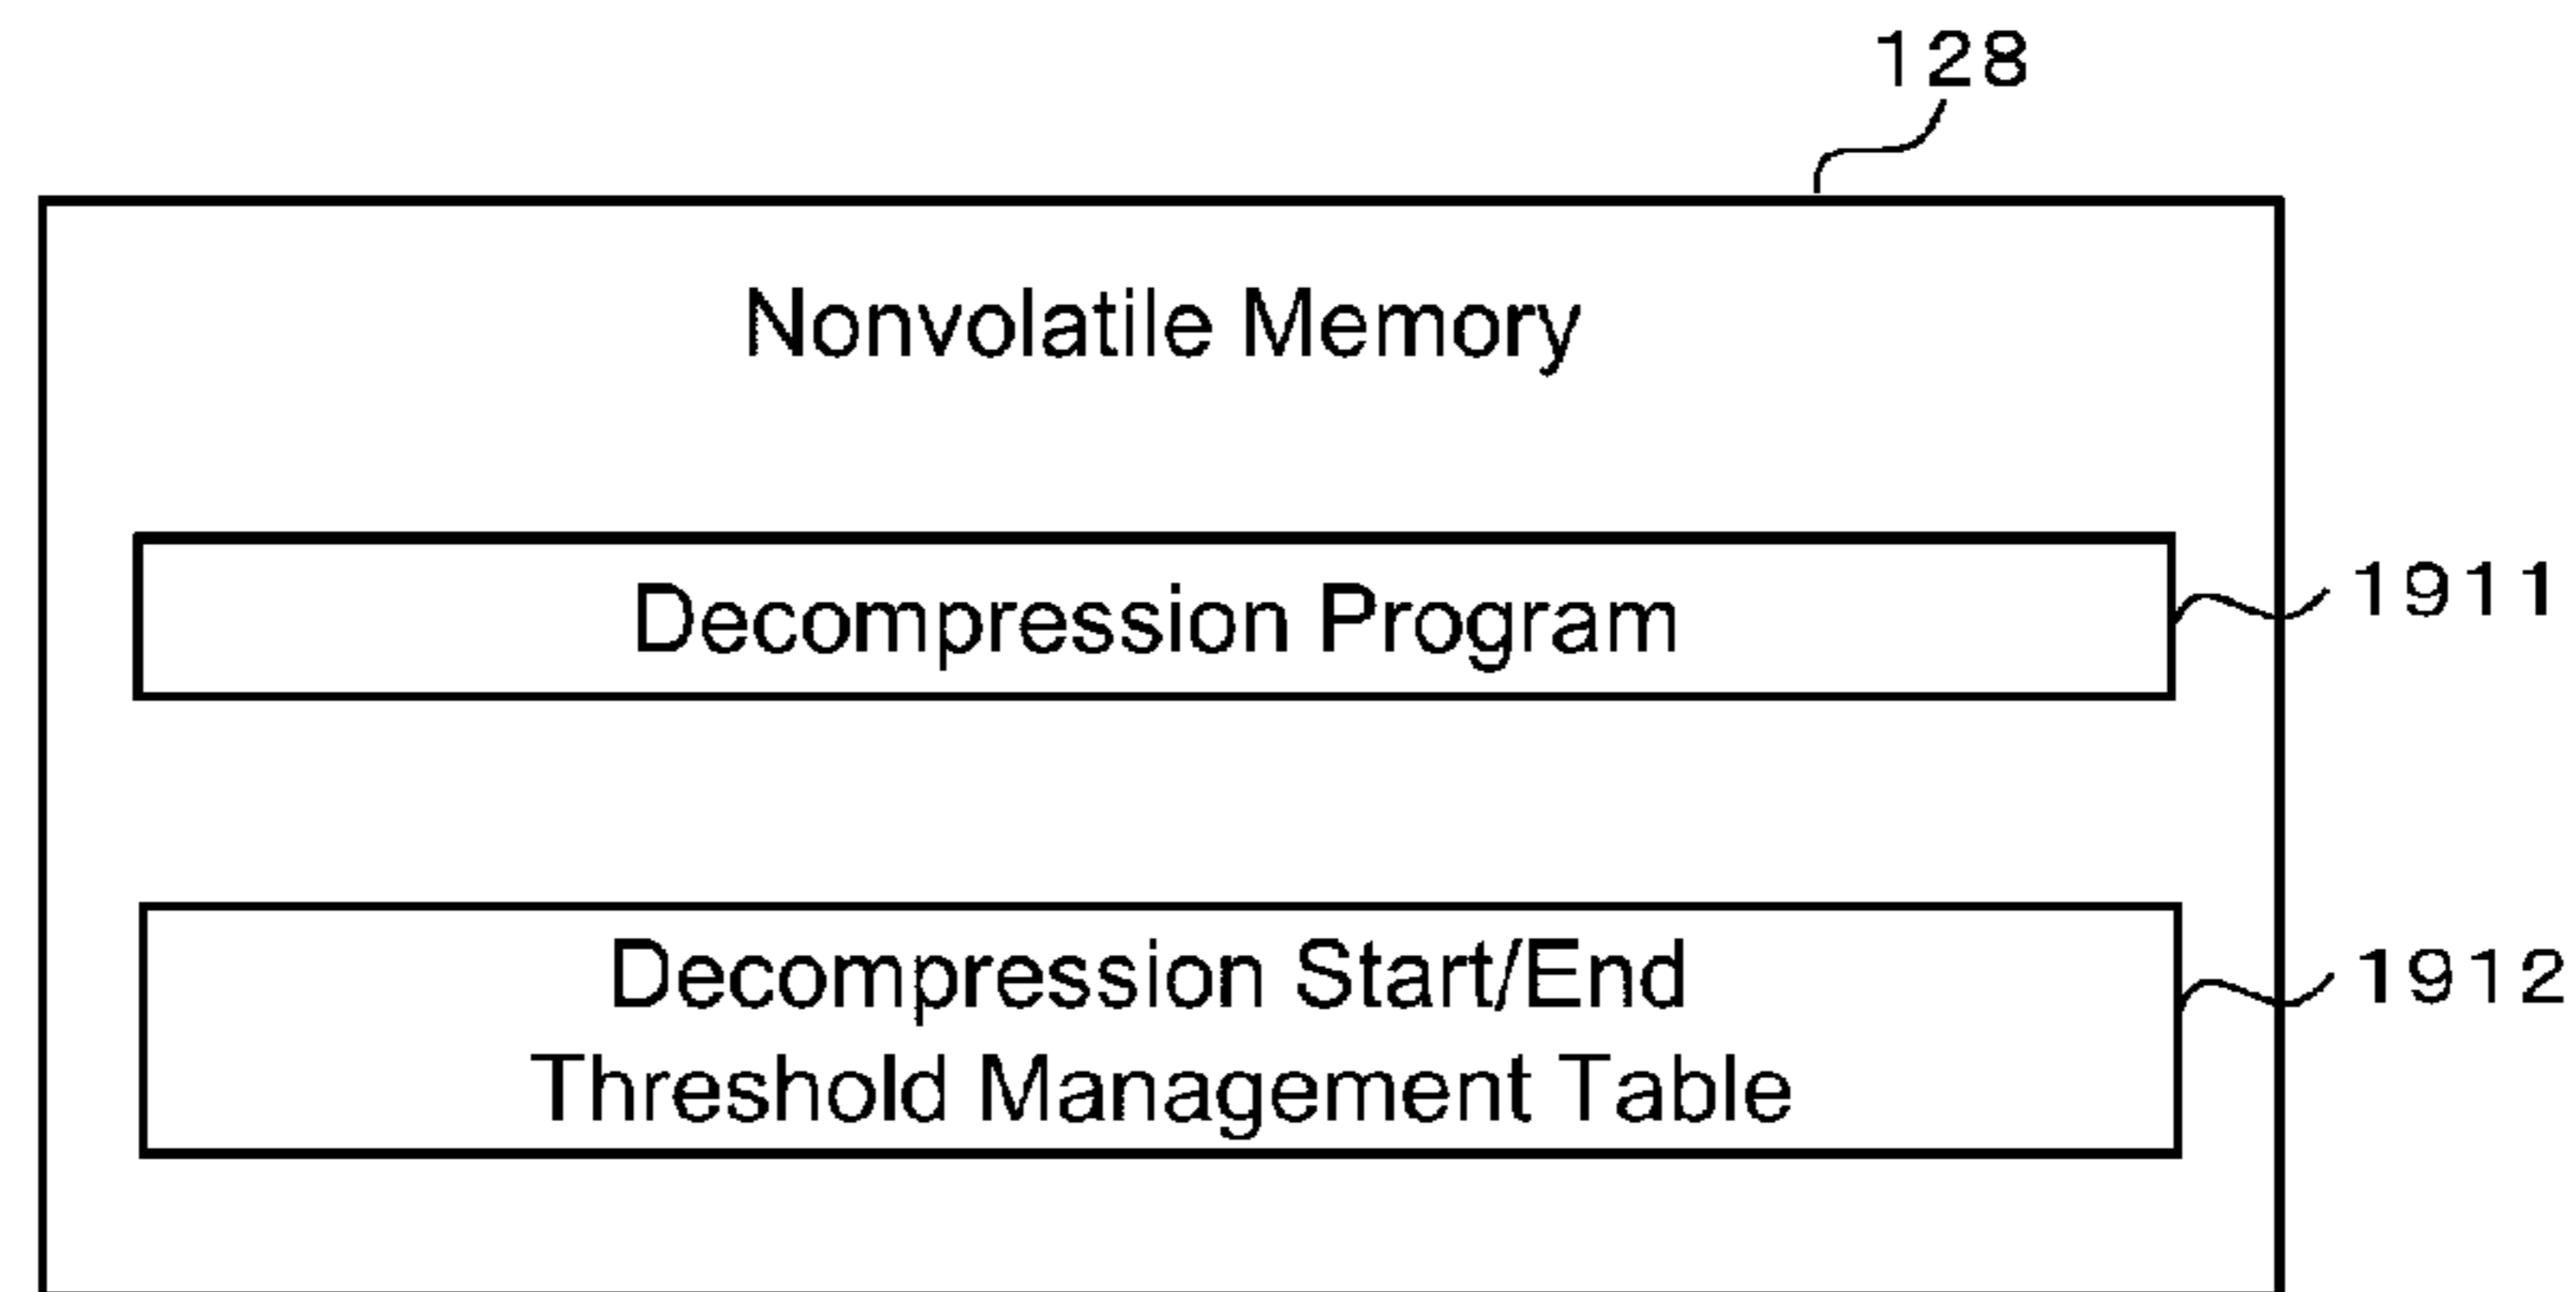 128
Nonvolatile Memory
Decompression Program
1911
Decompression Start/End
Threshold Management Table
1912